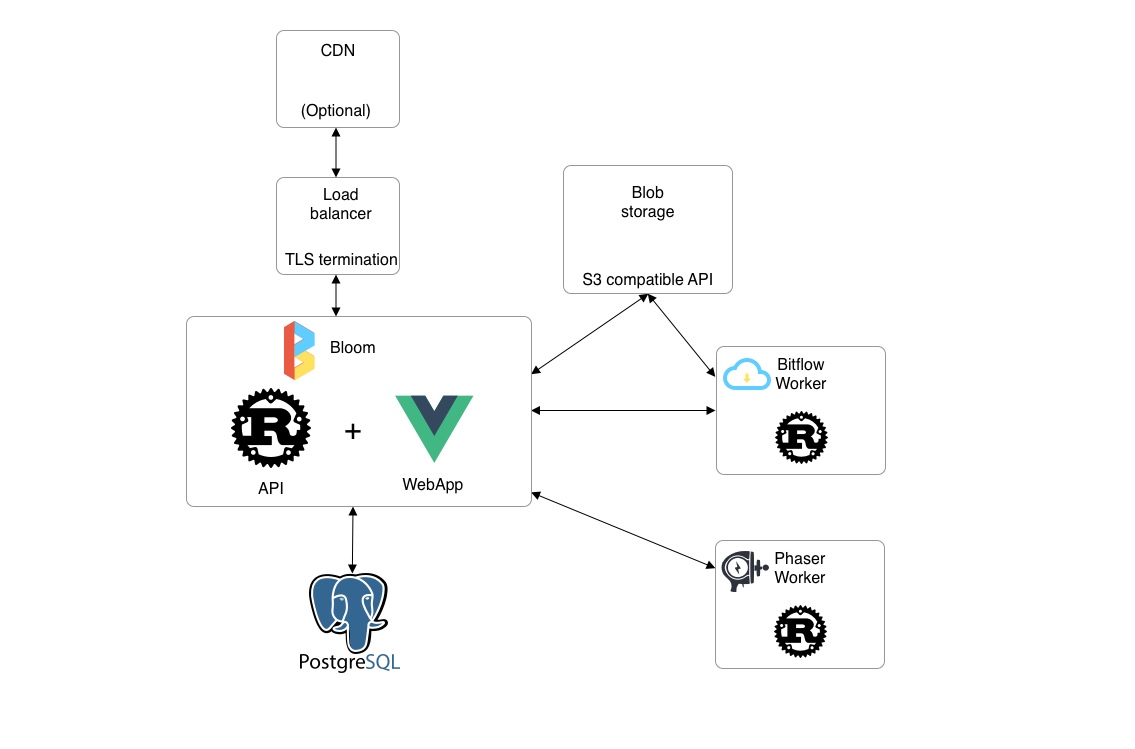 CDN
(Optional)
Load
balancer
TLS termination
Blob
storage
S3 compatible API
Bloom
R
+
API
WebApp
Bitflow
Worker
R
Phaser
Worker
R
PostgreSQL